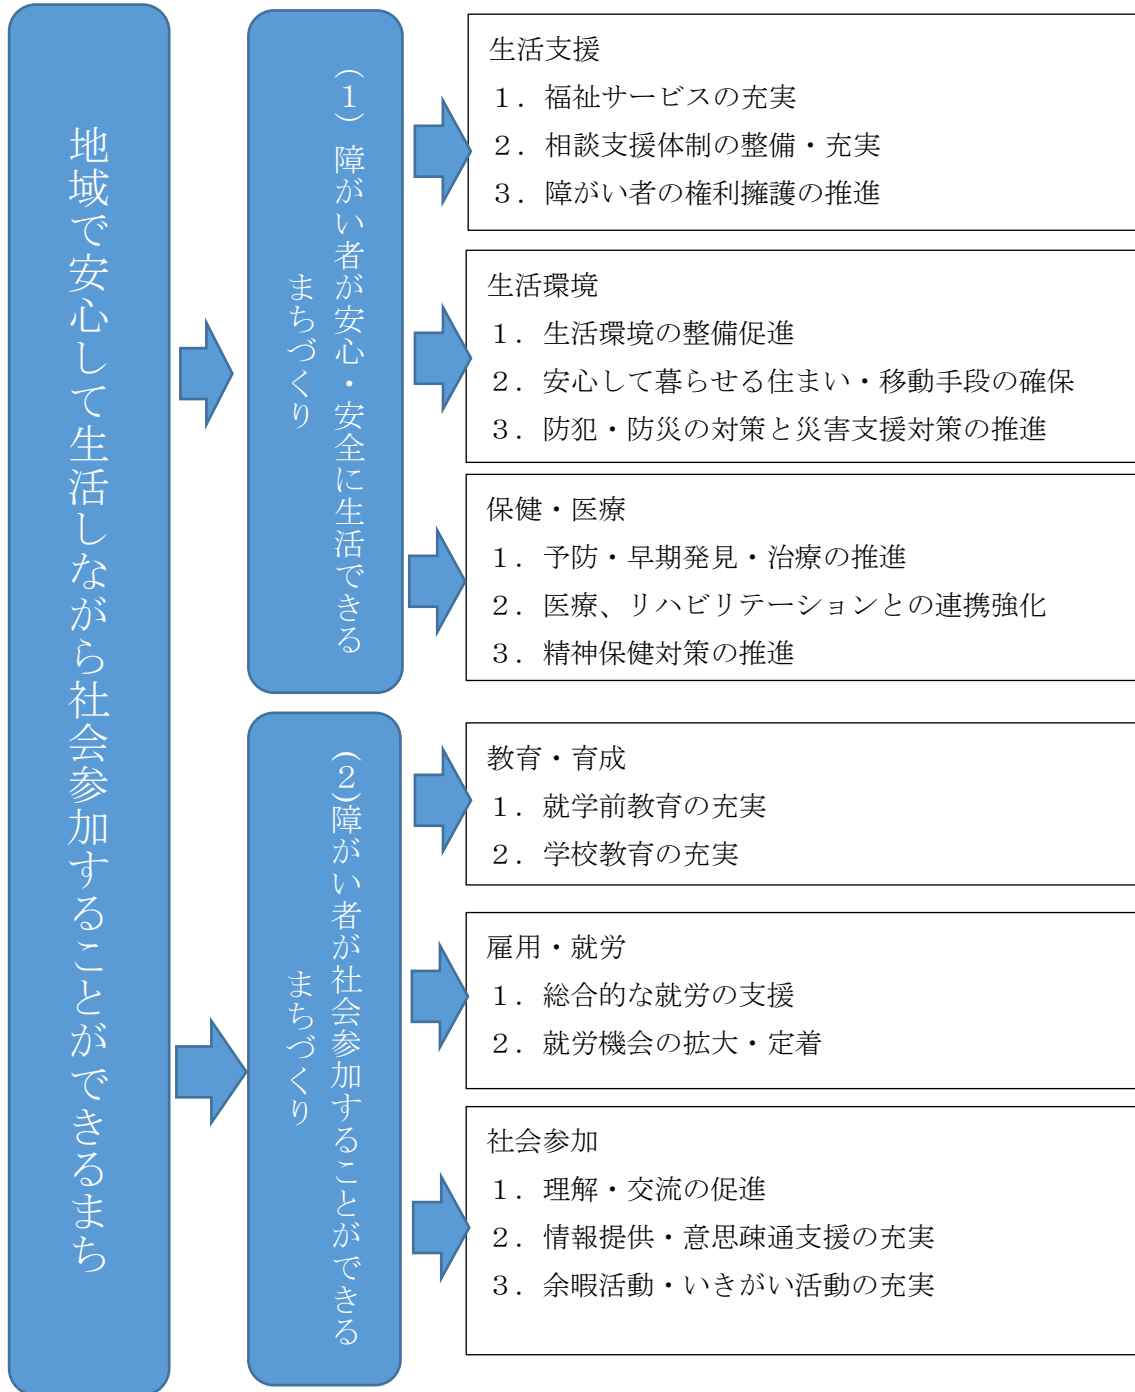 地域で安心して生活しながら社会参加することができるまち
（１）障がい者が安心・安全に生活できる
まちづくり
生活支援
１．福祉サービスの充実
２．相談支援体制の整備・充実
３．障がい者の権利擁護の推進
生活環境
１．生活環境の整備促進
２．安心して暮らせる住まい・移動手段の確保
３．防犯・防災の対策と災害支援対策の推進
保健・医療
１．予防・早期発見・治療の推進
２．医療、リハビリテーションとの連携強化
３．精神保健対策の推進
(２)障がい者が社会参加することができる
まちづくり
教育・育成
１．就学前教育の充実
２．学校教育の充実
雇用・就労
１．総合的な就労の支援
２．就労機会の拡大・定着
社会参加
１．理解・交流の促進
２．情報提供・意思疎通支援の充実
３．余暇活動・いきがい活動の充実